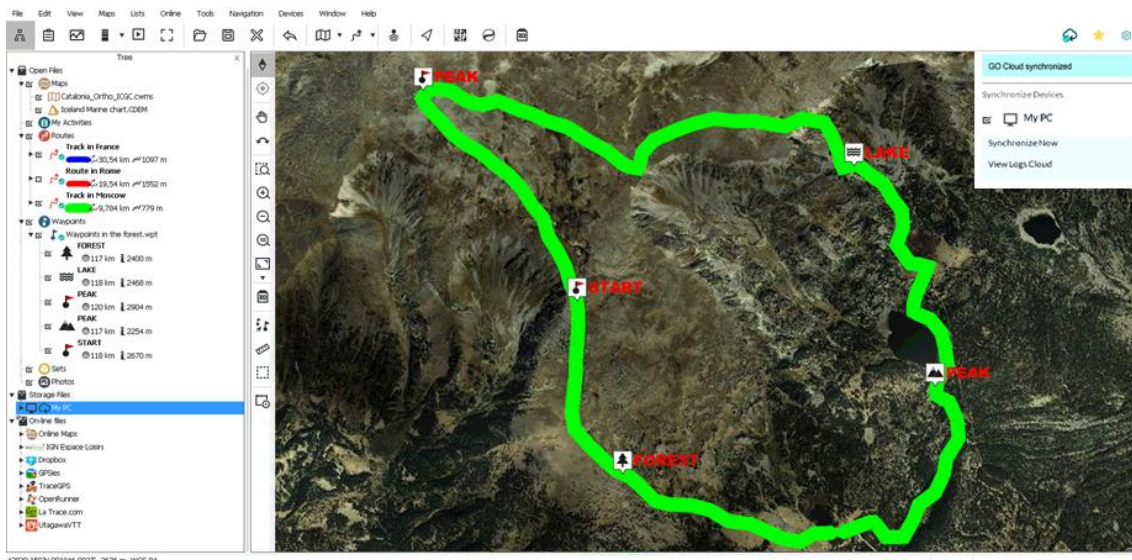 File Edit View Maps Lists Online Tools Navigation Devices Window Help
Tree X
Open Files
Maps
Catalonia_Ortho_ICGC.cwms
Iceland Marine chart.CDEM
My Activities
Routes
Track in France
30,54 km 1097 m
Route in Rome
19,54 km 1552 m
Track in Moscow
9,784 km 779 m
Waypoints
Waypoints in the forest.wpt
FOREST
117 km 2400 m
LAKE
118 km 2468 m
PEAK
120 km 2904 m
PEAK
117 km 2254 m
START
118 km 2670 m
Sets
Photos
Storage Files
My PC
On-line files
Online Maps
IGN Espace Loisirs
Dropbox
GPSies
TraceGPS
OpenRunner
La Trace.com
UtagawaVTT
PEAK
LAKE
START
PEAK
FOREST
GO Cloud synchronized
Synchronize Devices
My PC
Synchronize Now
View Logs Cloud